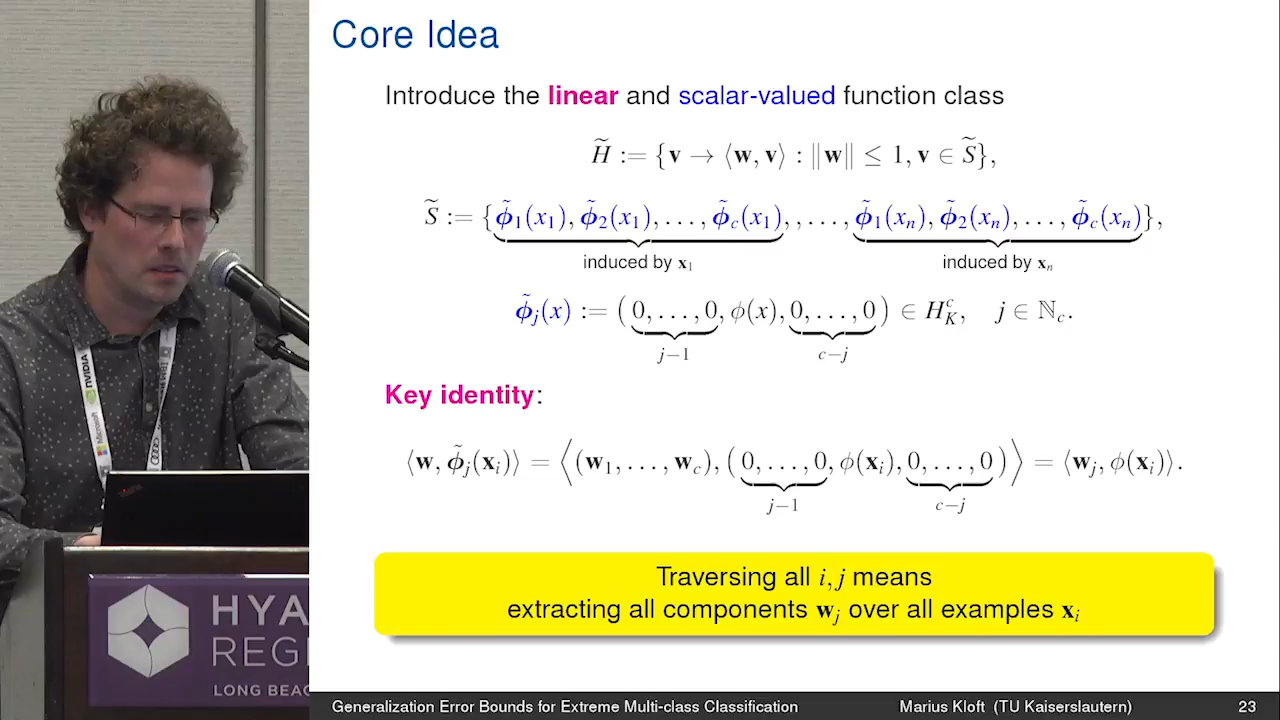 Core Idea
Introduce the linear and scalar-valued function class
H̃ := {v → ⟨w, v⟩ : ‖w‖ ≤ 1, v ∈ S̃},
S̃ := {ϕ̃₁(x₁), ϕ̃₂(x₁), . . . , ϕ̃_c(x₁), , . . . , ϕ̃₁(x_n), ϕ̃₂(x_n), . . . , ϕ̃_c(x_n)},
induced by x₁ induced by x_n
ϕ̃_j(x) := ( 0, . . . , 0, ϕ(x), 0, . . . , 0 ) ∈ H_K^c, j ∈ ℕ_c.
j−1 c−j
Key identity:
⟨w, ϕ̃_j(x_i)⟩ = ⟨(w₁, . . . , w_c), ( 0, . . . , 0, ϕ(x_i), 0, . . . , 0 )⟩ = ⟨w_j, ϕ(x_i)⟩.
j−1 c−j
Traversing all i, j means
extracting all components w_j over all examples x_i
Generalization Error Bounds for Extreme Multi-class Classification Marius Kloft (TU Kaiserslautern) 23
NVIDIA
Microsoft
HYA
REGE
LONG BEAC